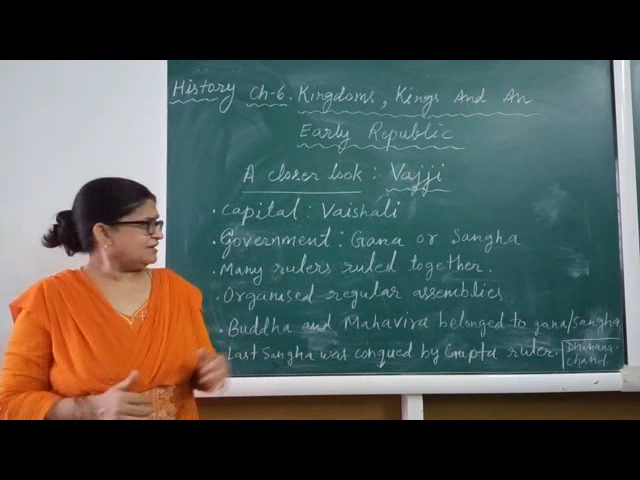 History Ch-6. Kingdoms, Kings And An
Early Republic
A closer look : Vajji
. Capital : Vaishali
. Government : Gana or Sangha
. Many rulers ruled together.
. Organised regular assemblies
. Buddha and Mahavira belonged to gana/sangha
. Last Sangha was conqued by Gupta ruler.